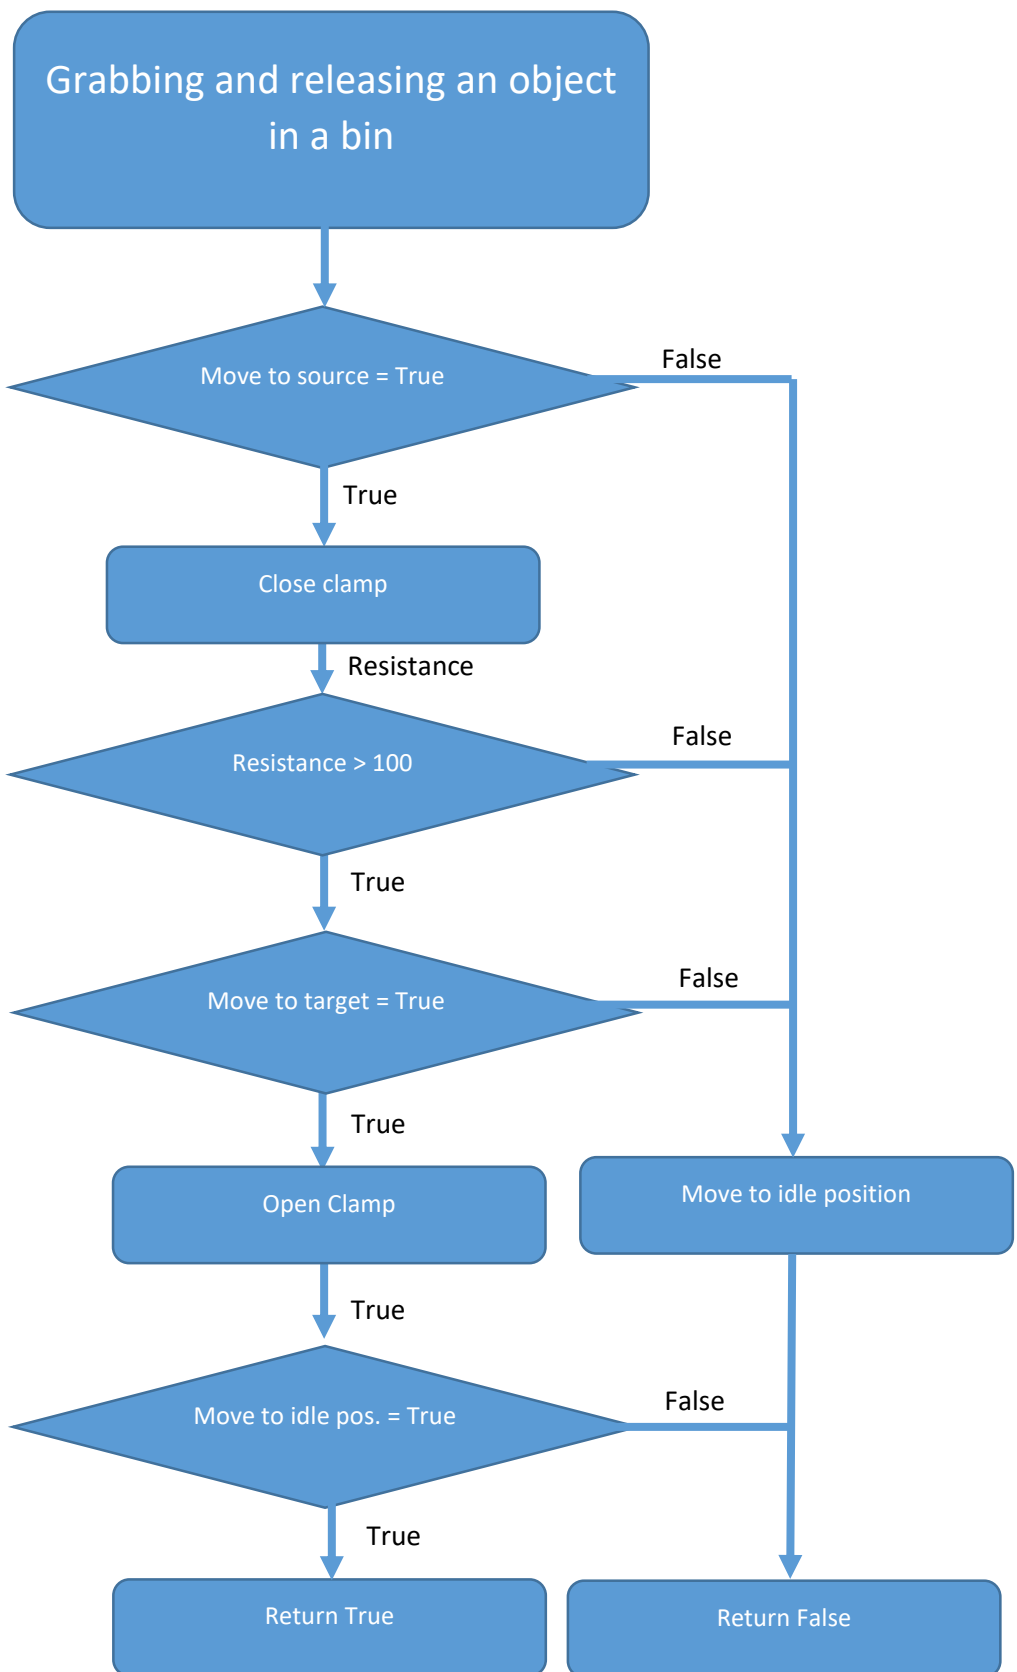 Grabbing and releasing an object
in a bin
Move to source = True
False
True
Close clamp
Resistance
Resistance > 100
False
True
Move to target = True
False
True
Open Clamp
Move to idle position
True
Move to idle pos. = True
False
True
Return True
Return False